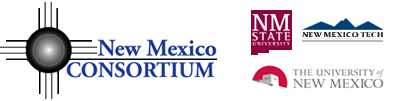 New Mexico
CONSORTIUM
NM
STATE
UNIVERSITY
NEW MEXICO TECH
THE UNIVERSITY of
NEW MEXICO